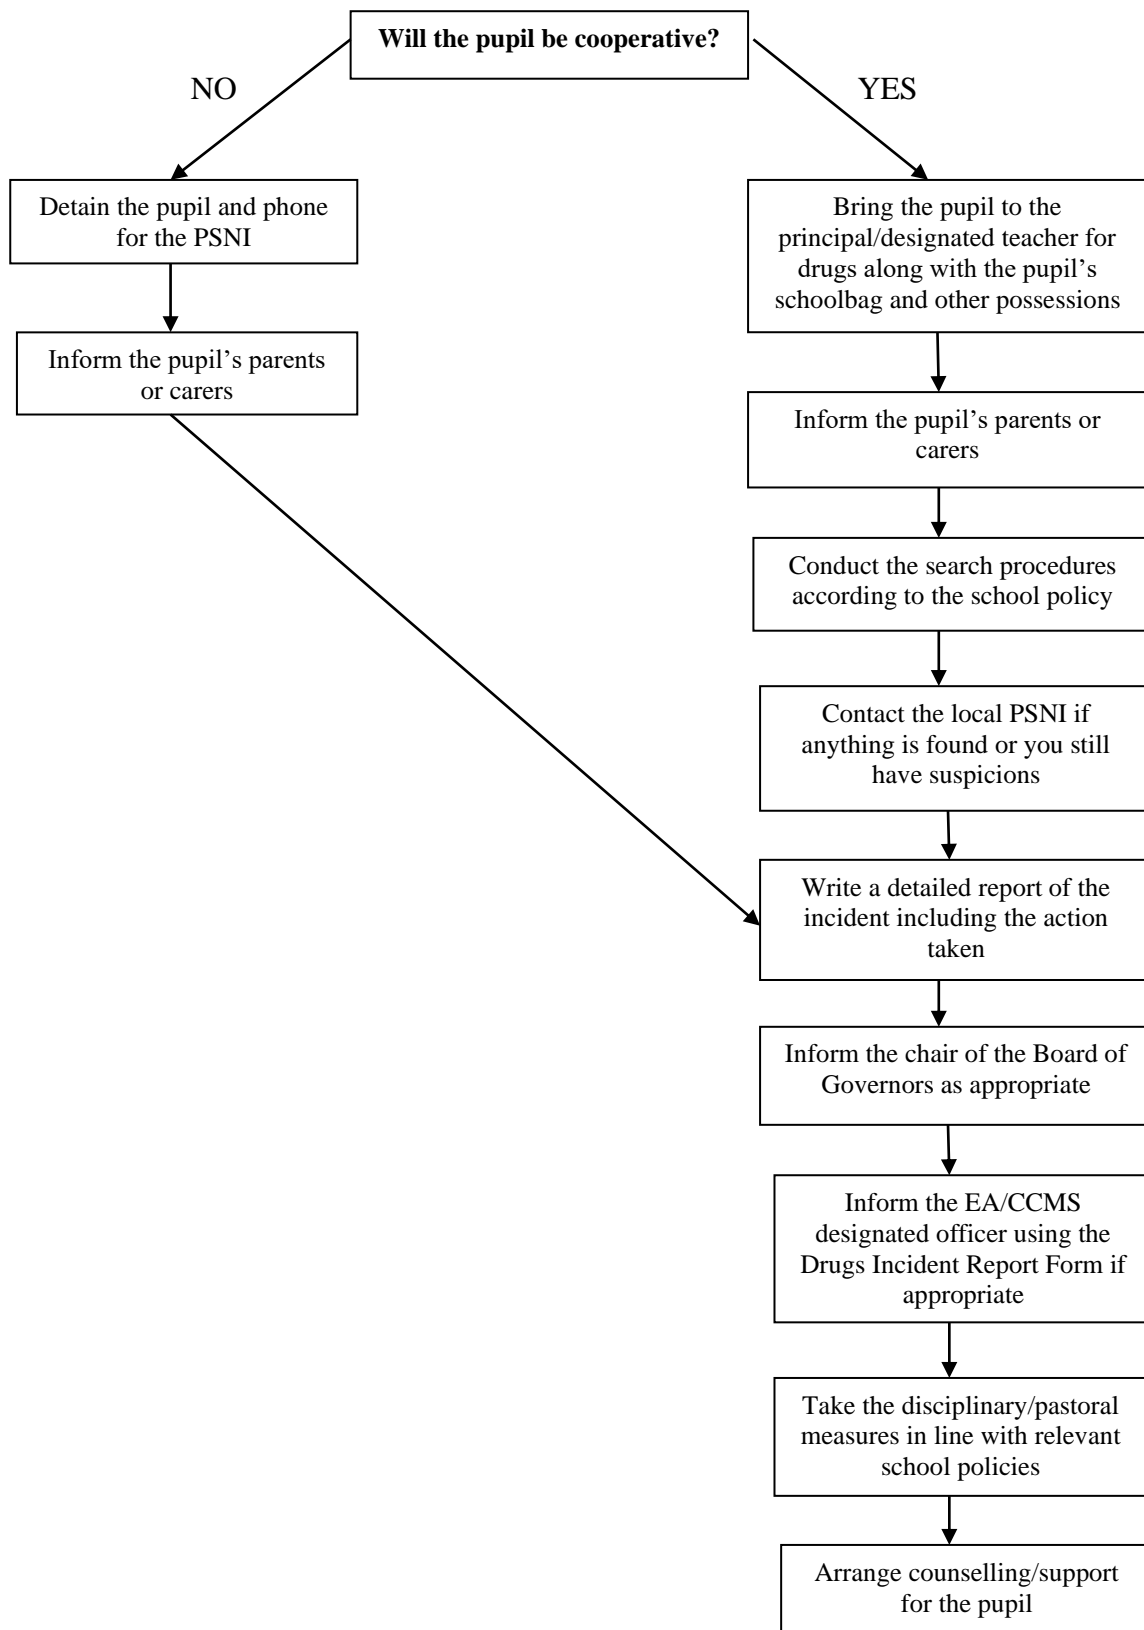 Will the pupil be cooperative?
NO
YES
Detain the pupil and phone
for the PSNI
Bring the pupil to the
principal/designated teacher for
drugs along with the pupil’s
schoolbag and other possessions
Inform the pupil’s parents
or carers
Inform the pupil’s parents or
carers
Conduct the search procedures
according to the school policy
Contact the local PSNI if
anything is found or you still
have suspicions
Write a detailed report of the
incident including the action
taken
Inform the chair of the Board of
Governors as appropriate
Inform the EA/CCMS
designated officer using the
Drugs Incident Report Form if
appropriate
Take the disciplinary/pastoral
measures in line with relevant
school policies
Arrange counselling/support
for the pupil